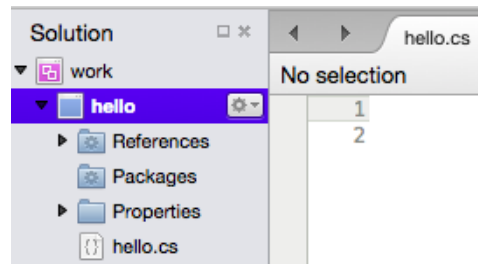 Solution
work
hello
References
Packages
Properties
hello.cs
hello.cs
No selection
1
2